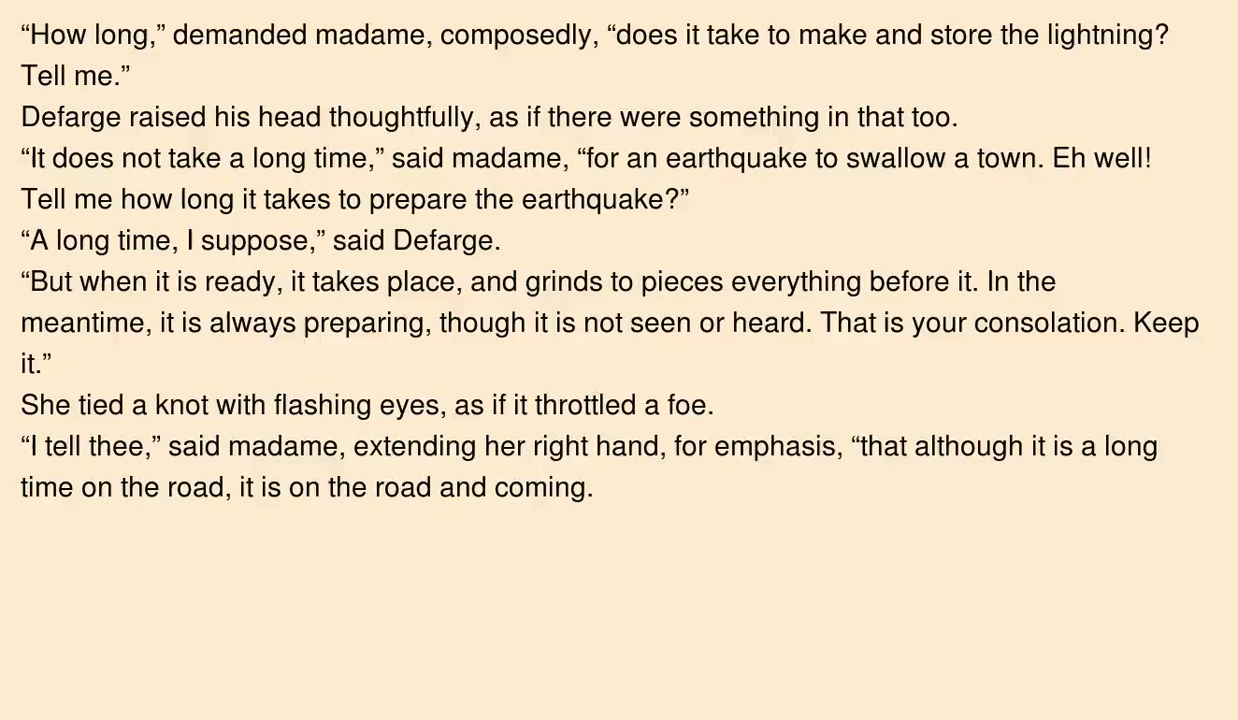 “How long,” demanded madame, composedly, “does it take to make and store the lightning?
Tell me.”
Defarge raised his head thoughtfully, as if there were something in that too.
“It does not take a long time,” said madame, “for an earthquake to swallow a town. Eh well!
Tell me how long it takes to prepare the earthquake?”
“A long time, I suppose,” said Defarge.
“But when it is ready, it takes place, and grinds to pieces everything before it. In the
meantime, it is always preparing, though it is not seen or heard. That is your consolation. Keep
it.”
She tied a knot with flashing eyes, as if it throttled a foe.
“I tell thee,” said madame, extending her right hand, for emphasis, “that although it is a long
time on the road, it is on the road and coming.